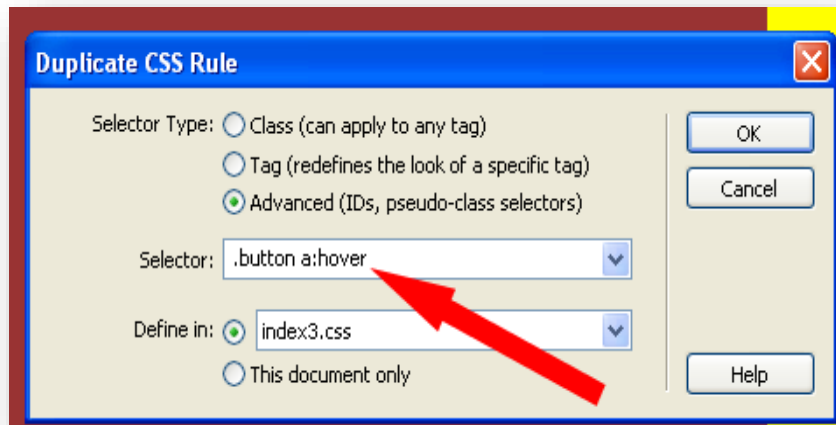 Duplicate CSS Rule
Selector Type: Class (can apply to any tag)
Tag (redefines the look of a specific tag)
Advanced (IDs, pseudo-class selectors)
Selector: .button a:hover
Define in: index3.css
This document only
OK
Cancel
Help